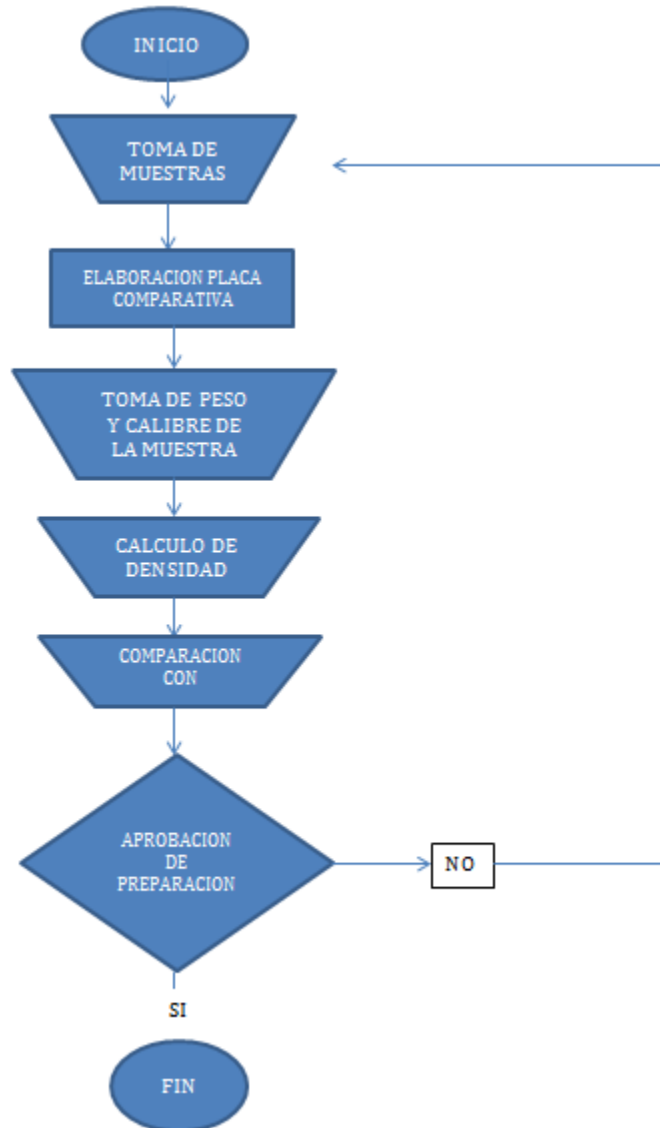 INICIO
TOMA DE
MUESTRAS
ELABORACION PLACA
COMPARATIVA
TOMA DE PESO
Y CALIBRE DE
LA MUESTRA
CALCULO DE
DENSIDAD
COMPARACION
CON
APROBACION
DE
PREPARACION
NO
SI
FIN